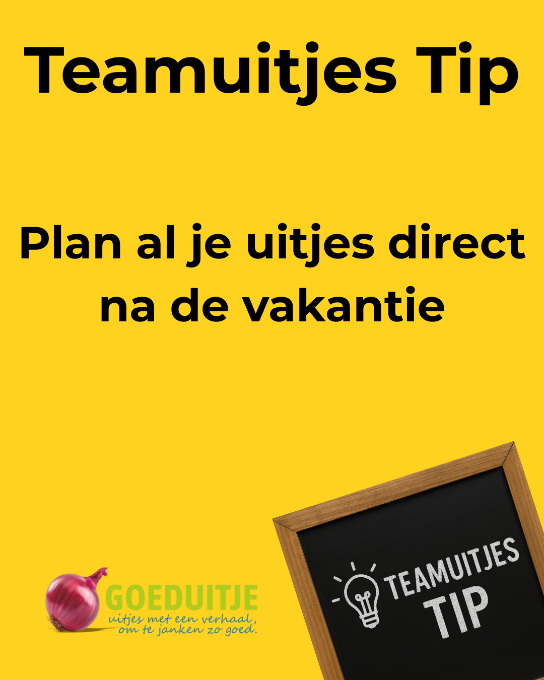 Teamuitjes Tip
Plan al je uitjes direct
na de vakantie
TEAMUITJES
TIP
GOEDUITJE
uitjes met een verhaal,
om te janken zo goed.